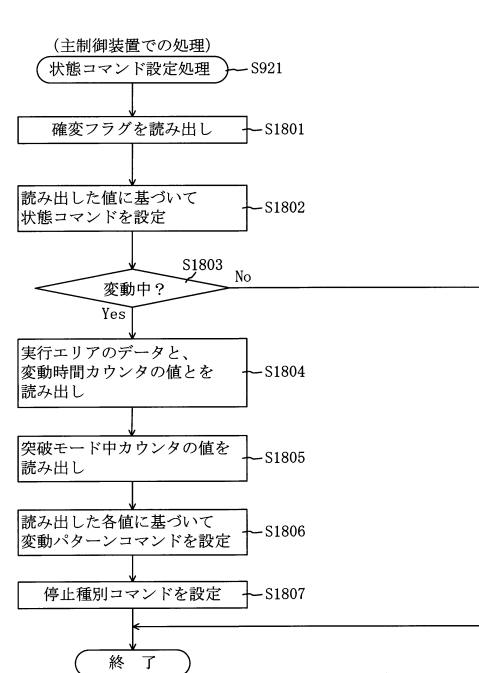 (主制御装置での処理)
状態コマンド設定処理
S921
確変フラグを読み出し
S1801
読み出した値に基づいて
状態コマンドを設定
S1802
S1803
変動中?
No
Yes
実行エリアのデータと、
変動時間カウンタの値とを
読み出し
S1804
突破モード中カウンタの値を
読み出し
S1805
読み出した各値に基づいて
変動パターンコマンドを設定
S1806
停止種別コマンドを設定
S1807
終 了